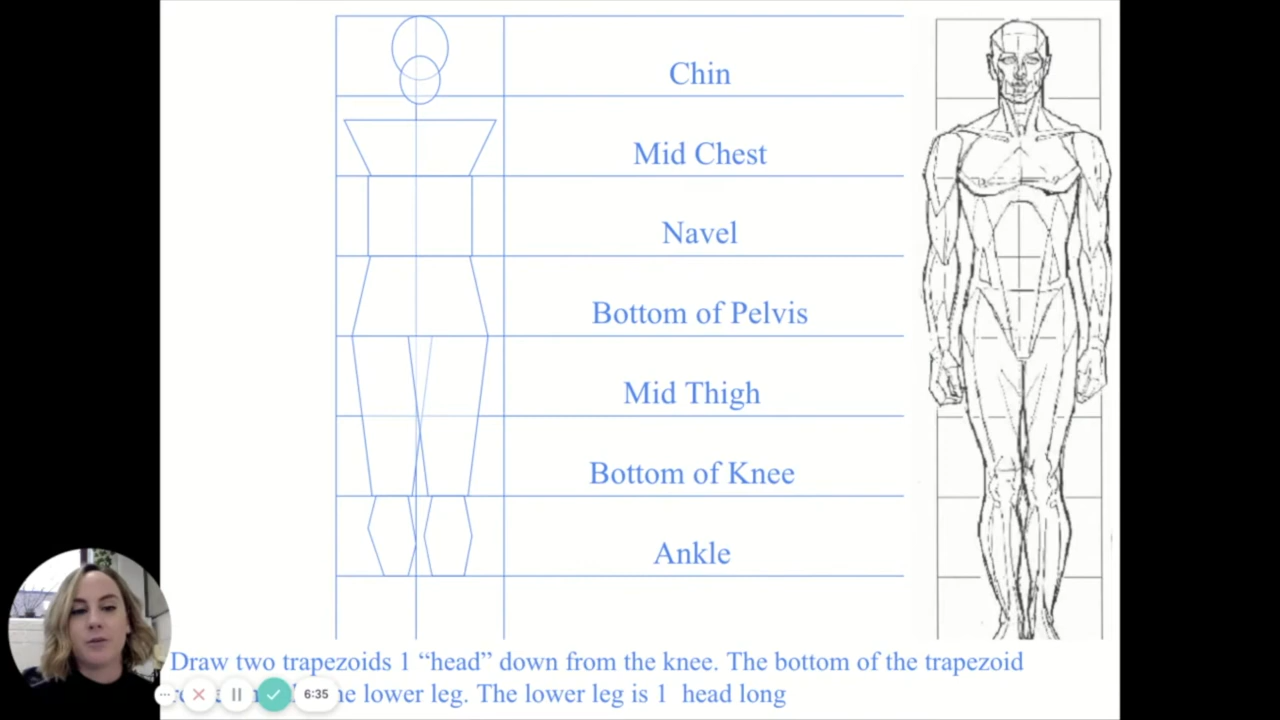 Chin
Mid Chest
Navel
Bottom of Pelvis
Mid Thigh
Bottom of Knee
Ankle
Draw two trapezoids 1 “head” down from the knee. The bottom of the trapezoid
lower leg. The lower leg is 1 head long
6:35